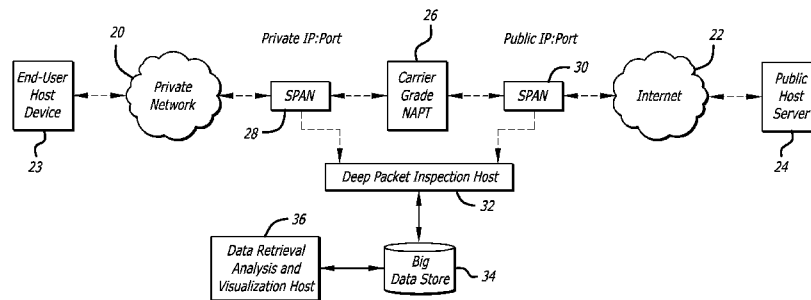 20
Private IP:Port
26
Public IP:Port
22
End-User
Host
Device
23
Private
Network
SPAN
28
Carrier
Grade
NAPT
30
SPAN
Internet
Public
Host
Server
24
Deep Packet Inspection Host
32
36
Data Retrieval
Analysis and
Visualization Host
Big
Data Store
34